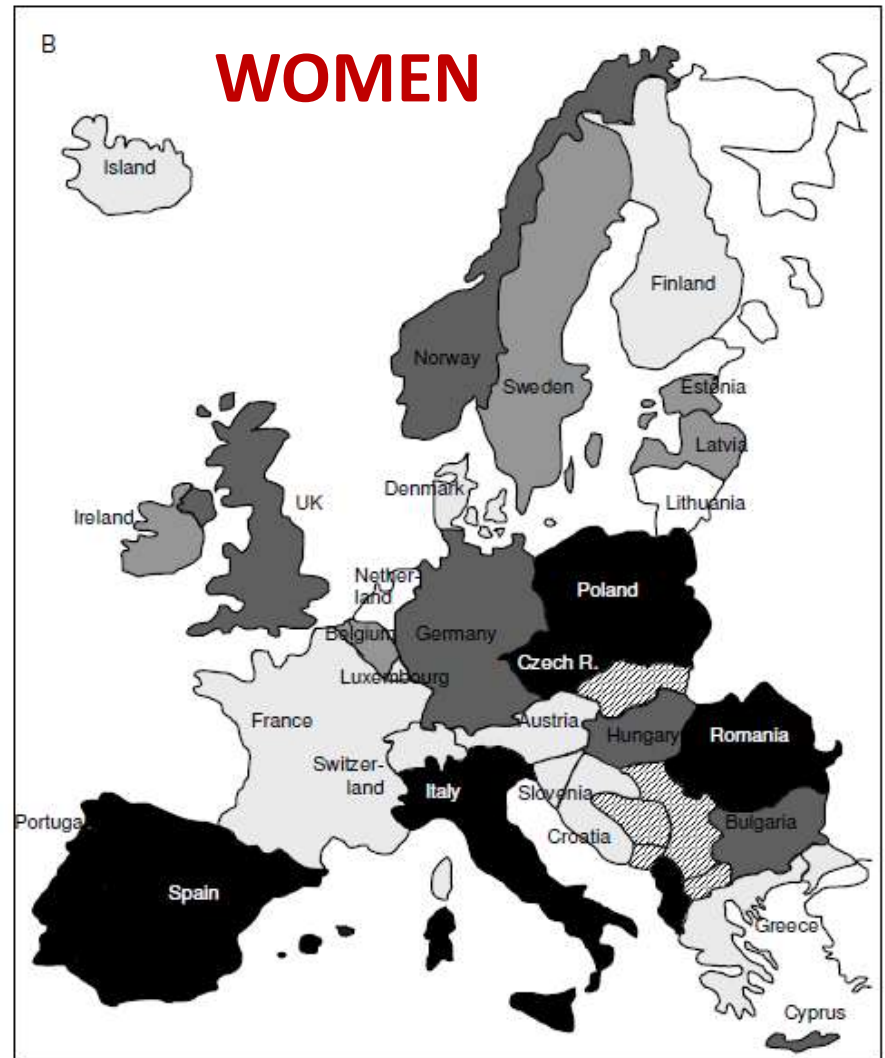 B
WOMEN
Island
Finland
Norway
Sweden
Estonia
Latvia
Denmark
Lithuania
Ireland
UK
Nether-
land
Poland
Belgium
Germany
Czech R.
Luxembourg
France
Austria
Hungary
Romania
Switzer-
land
Italy
Slovenia
Portuga
Bulgaria
Croatia
Spain
Greece
Cyprus